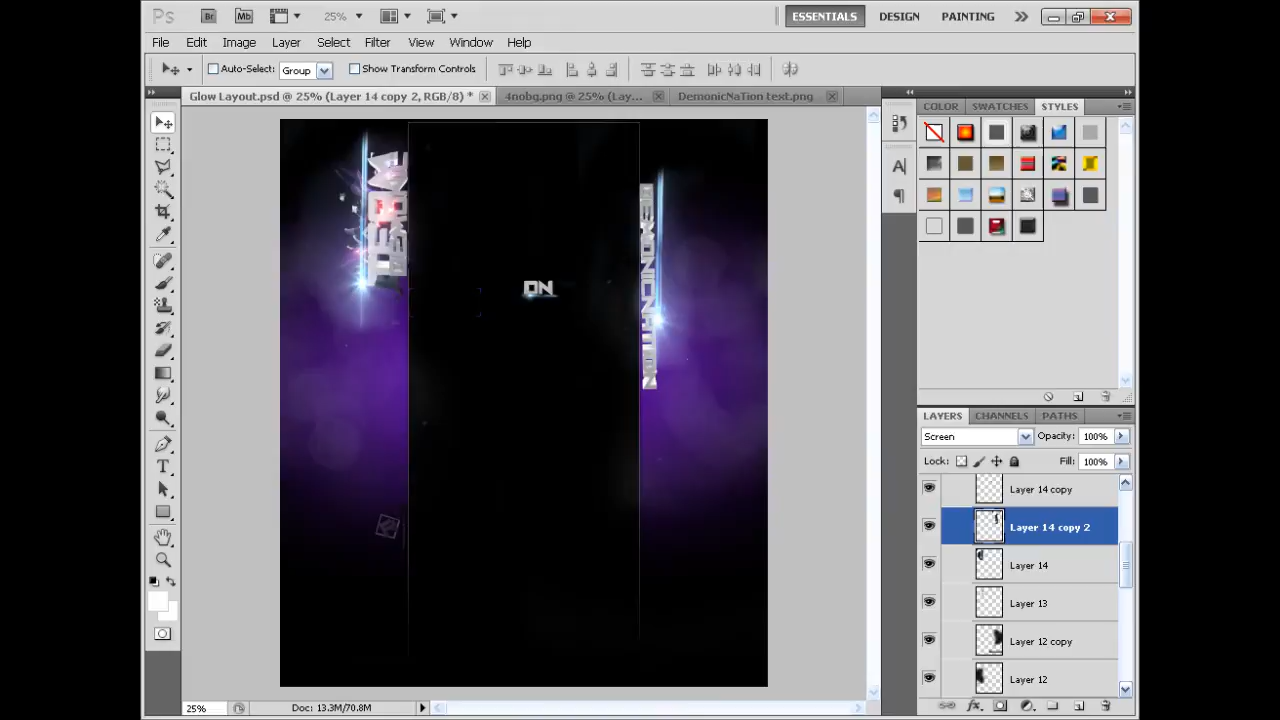 Ps Br Mb 25% ESSENTIALS DESIGN PAINTING
File Edit Image Layer Select Filter View Window Help
Auto-Select: Group Show Transform Controls
Glow Layout.psd @ 25% (Layer 14 copy 2, RGB/8) * 4nobg.png @ 25% (Lay... DemonicNaTion text.png
COLOR SWATCHES STYLES
DEMONICNATION
ON
LAYERS CHANNELS PATHS
Screen Opacity: 100%
Lock: Fill: 100%
Layer 14 copy
Layer 14 copy 2
Layer 14
Layer 13
Layer 12 copy
Layer 12
25% Doc: 13.3M/70.8M